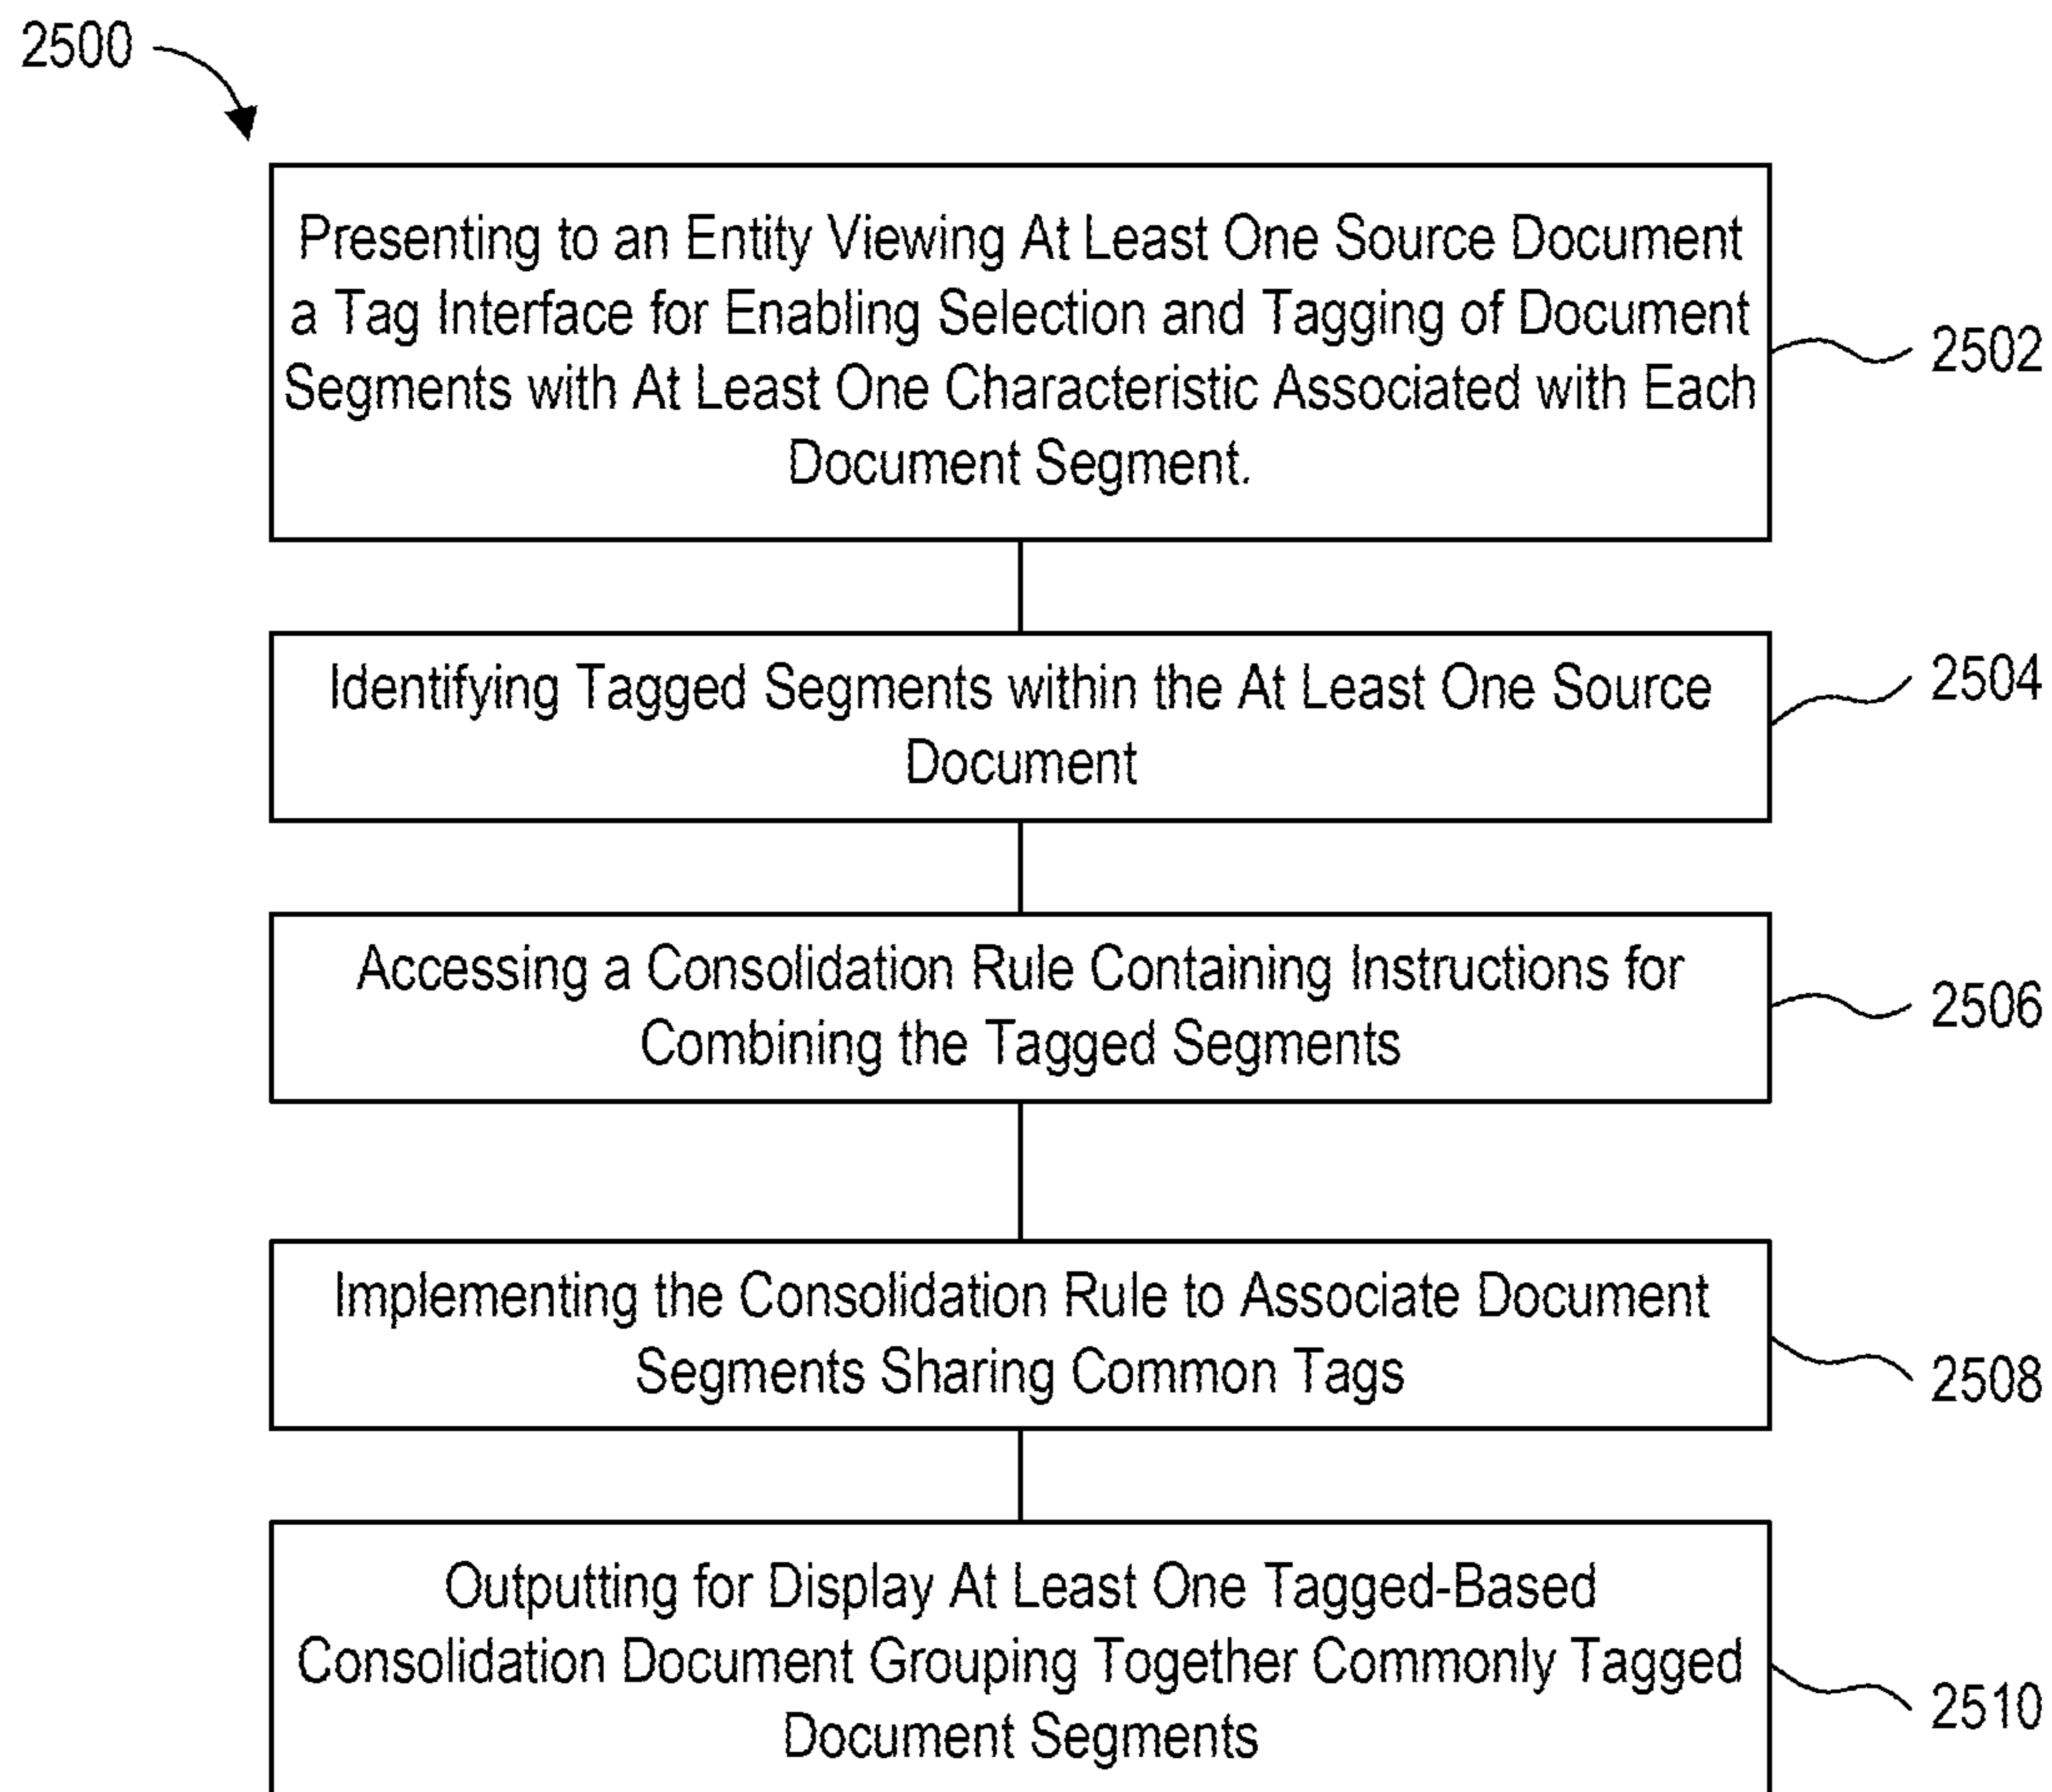 2500
Presenting to an Entity Viewing At Least One Source Document
a Tag Interface for Enabling Selection and Tagging of Document
Segments with At Least One Characteristic Associated with Each
Document Segment.
2502
Identifying Tagged Segments within the At Least One Source
Document
2504
Accessing a Consolidation Rule Containing Instructions for
Combining the Tagged Segments
2506
Implementing the Consolidation Rule to Associate Document
Segments Sharing Common Tags
2508
Outputting for Display At Least One Tagged-Based
Consolidation Document Grouping Together Commonly Tagged
Document Segments
2510